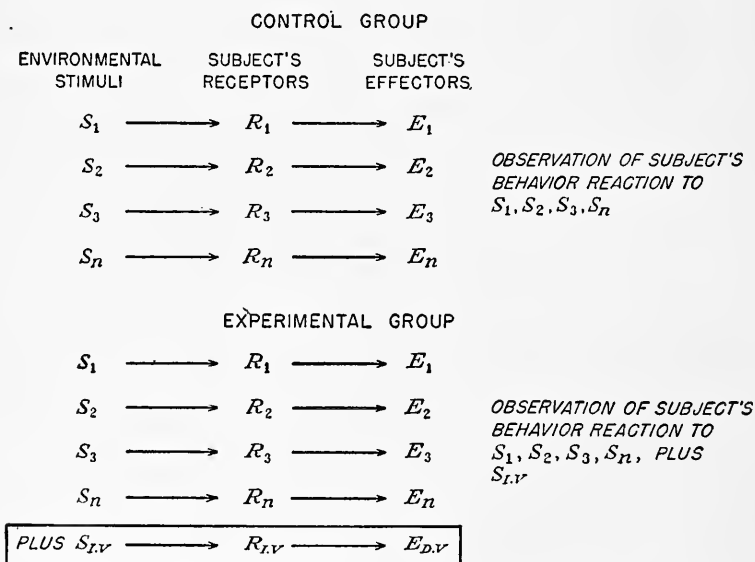 CONTROL GROUP
ENVIRONMENTAL STIMULI
SUBJECT'S RECEPTORS
SUBJECT'S EFFECTORS
S1 → R1 → E1
S2 → R2 → E2
S3 → R3 → E3
Sn → Rn → En
OBSERVATION OF SUBJECT'S
BEHAVIOR REACTION TO
S1, S2, S3, Sn
EXPERIMENTAL GROUP
S1 → R1 → E1
S2 → R2 → E2
S3 → R3 → E3
Sn → Rn → En
PLUS SI.V → RI.V → ED.V
OBSERVATION OF SUBJECT'S
BEHAVIOR REACTION TO
S1, S2, S3, Sn, PLUS
SI.V